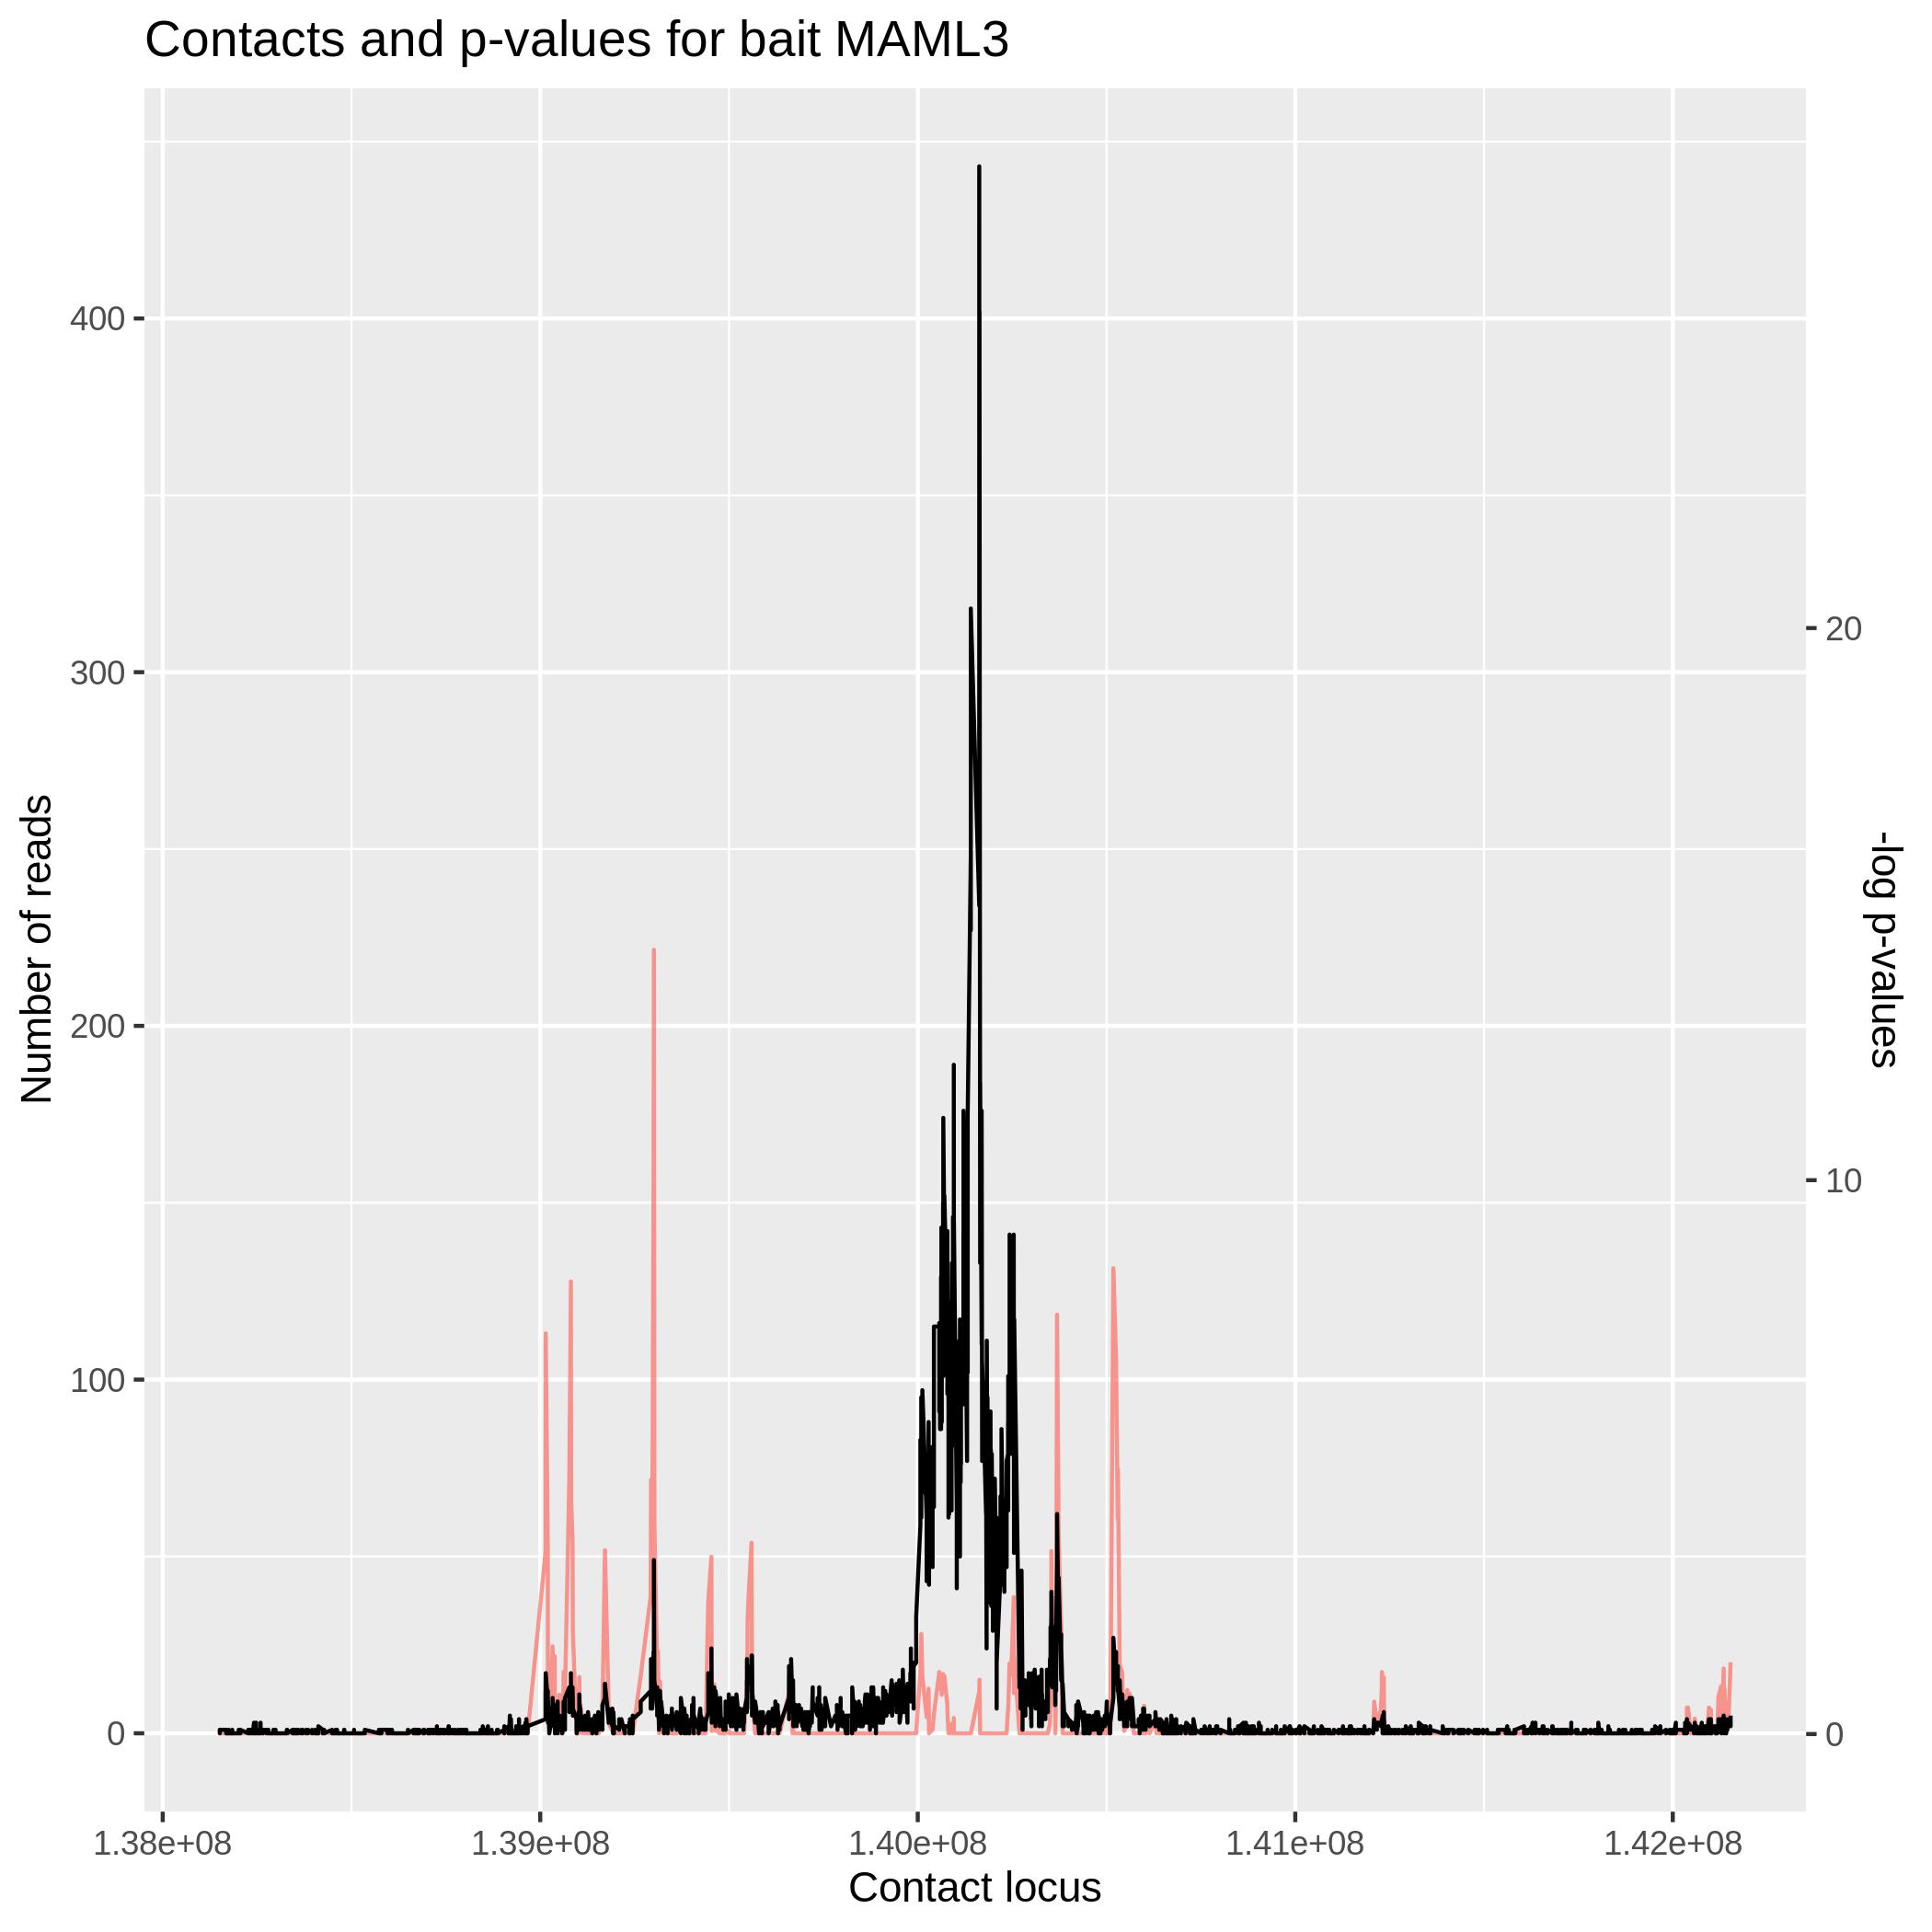 Contacts and p-values for bait MAML3
Number of reads
400
300
200
100
0
20
10
0
-log p-values
1.38e+08
1.39e+08
1.40e+08
1.41e+08
1.42e+08
Contact locus